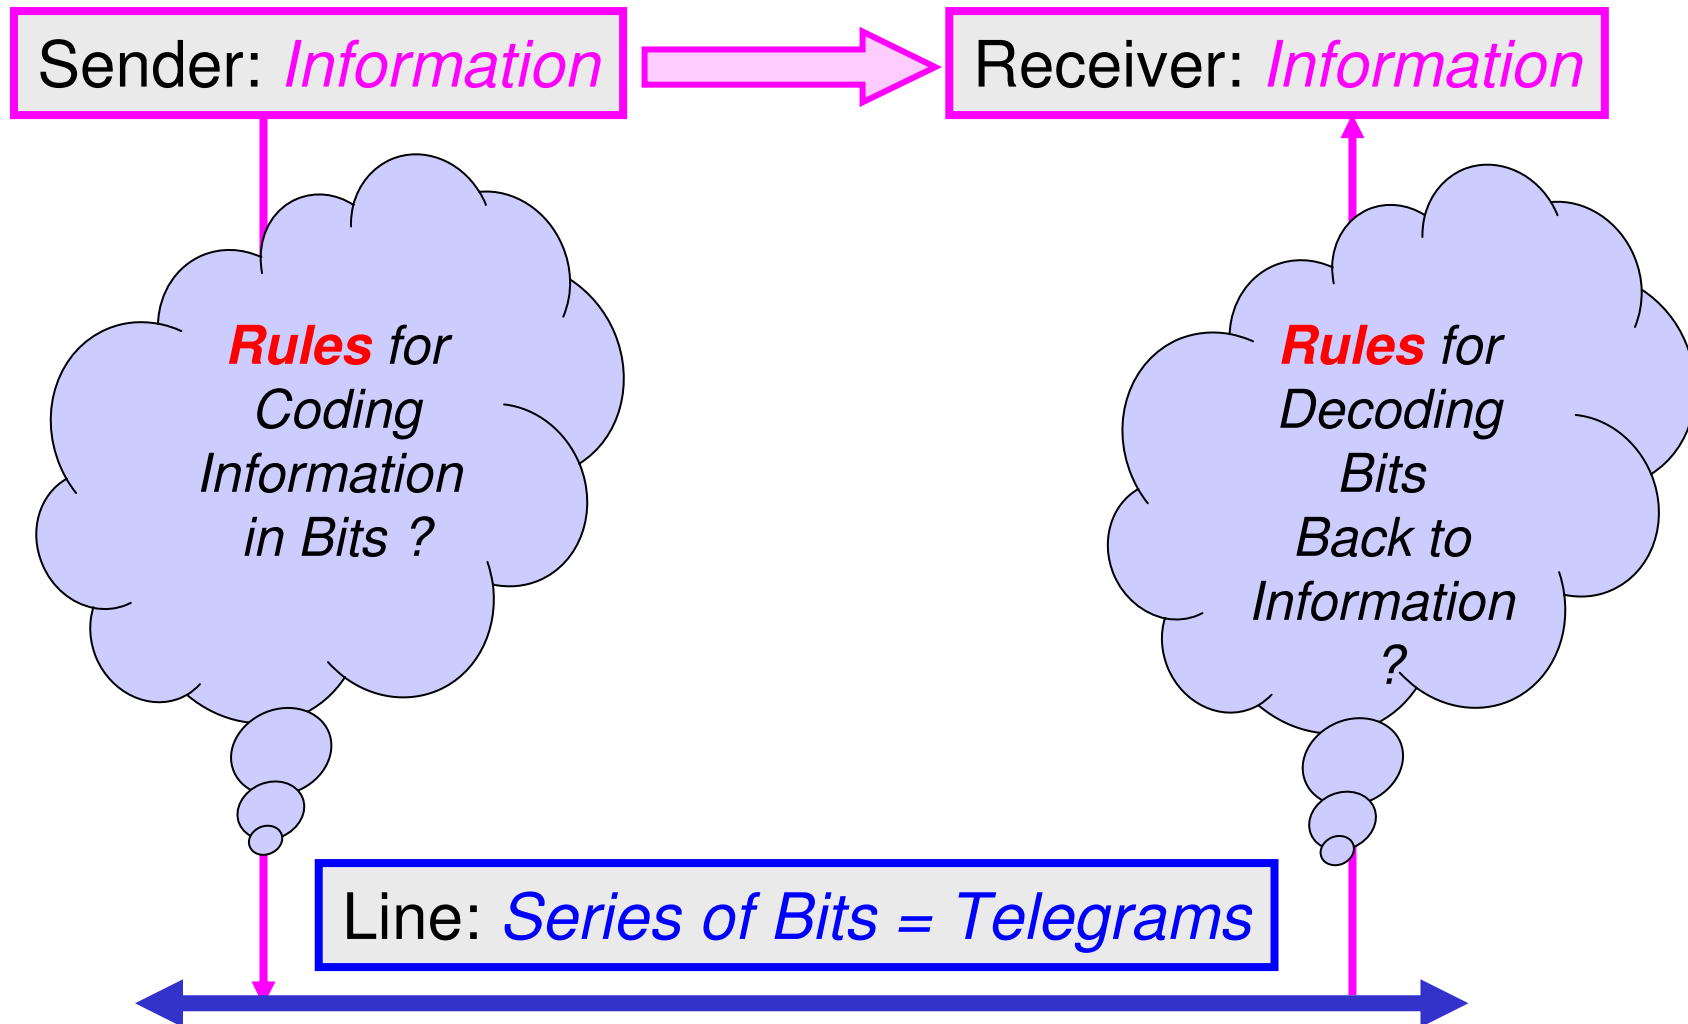 Sender: Information
Receiver: Information
Rules for
Coding
Information
in Bits ?
Rules for
Decoding
Bits
Back to
Information
?
Line: Series of Bits = Telegrams